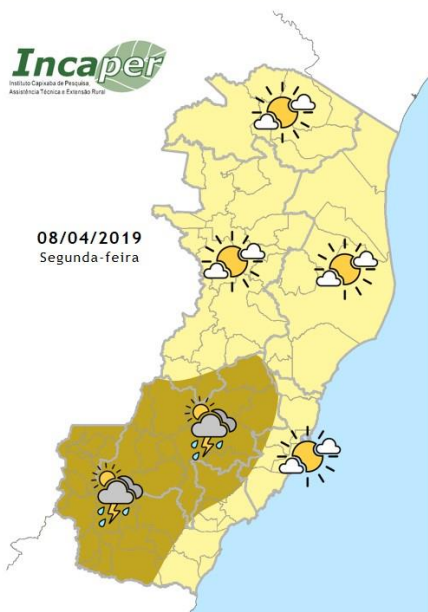 Incaper
Instituto Capixaba de Pesquisa
Assistência Técnica e Extensão Rural
08/04/2019
Segunda-feira